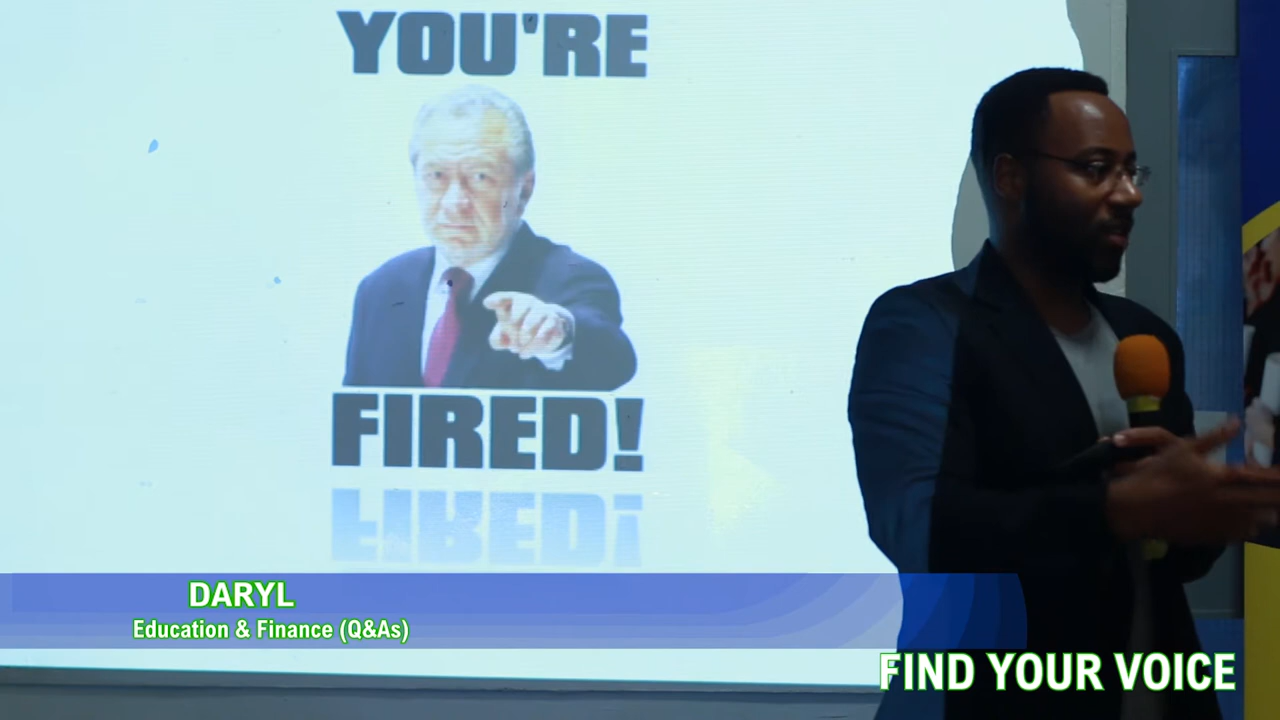 YOU'RE
FIRED!
DARYL
Education & Finance (Q&As)
FIND YOUR VOICE